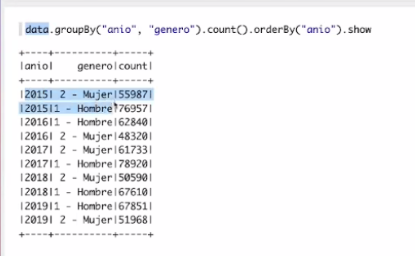 data.groupBy("anio", "genero").count().orderBy("anio").show
+----+----------+-----+
|anio|    genero|count|
+----+----------+-----+
|2015| 2 - Mujer|55987|
|2015|1 - Hombre|76957|
|2016|1 - Hombre|62840|
|2016| 2 - Mujer|48320|
|2017| 2 - Mujer|61733|
|2017|1 - Hombre|78920|
|2018| 2 - Mujer|50590|
|2018|1 - Hombre|67610|
|2019|1 - Hombre|67851|
|2019| 2 - Mujer|51968|
+----+----------+-----+